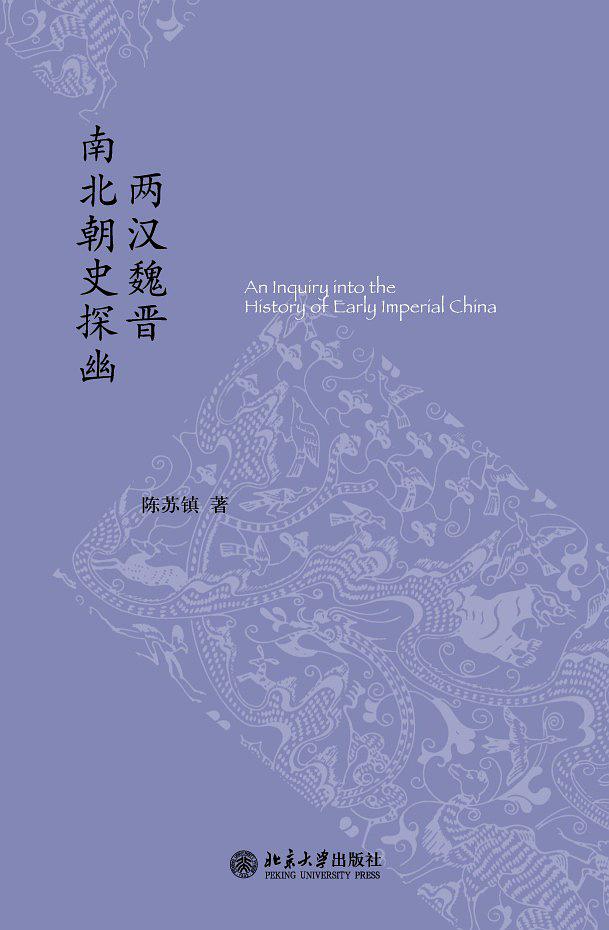 两汉魏晋
南北朝史探幽
An Inquiry into the
History of Early Imperial China
陈苏镇 著
北京大学出版社
PEKING UNIVERSITY PRESS